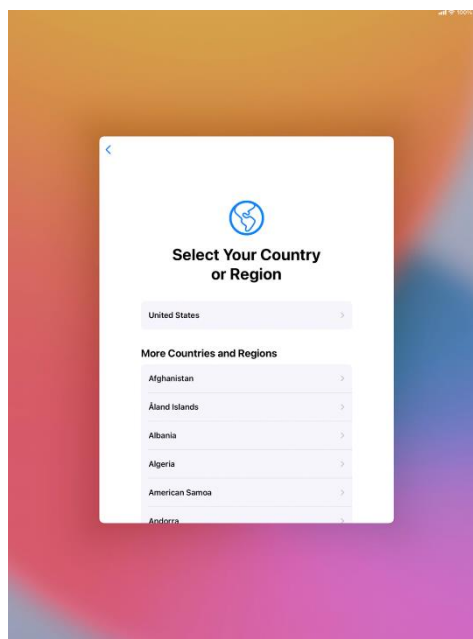 100%
Select Your Country
or Region
United States
More Countries and Regions
Afghanistan
Åland Islands
Albania
Algeria
American Samoa
Andorra